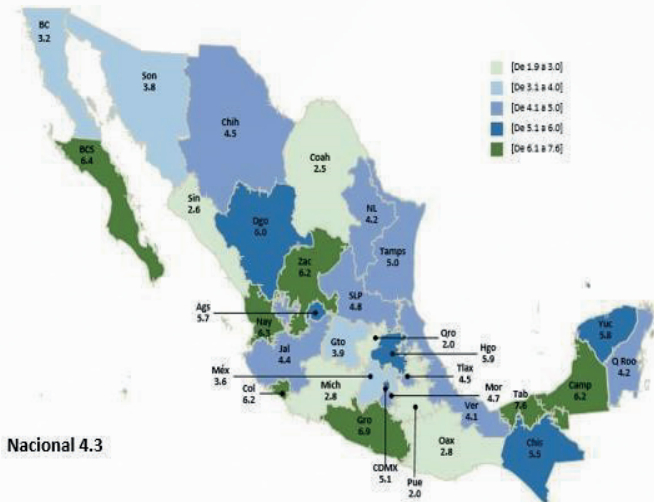 BC
3.2
Son
3.8
Chih
4.5
Coah
2.5
BCS
6.4
Sin
2.6
Dgo
6.0
NL
4.2
Tamps
5.0
Zac
6.2
SLP
4.8
Ags
5.7
Nay
6.3
Jal
4.4
Gto
3.9
Qro
2.0
Hgo
5.9
Méx
3.6
Tlax
4.5
Mor
4.7
Col
6.2
Mich
2.8
Ver
4.1
Gro
6.9
CDMX
5.1
Pue
2.0
Oax
2.8
Tab
7.6
Chis
5.5
Camp
6.2
Yuc
5.8
Q Roo
4.2
[De 1.9 a 3.0]
[De 3.1 a 4.0]
[De 4.1 a 5.0]
[De 5.1 a 6.0]
[De 6.1 a 7.6]
Nacional 4.3